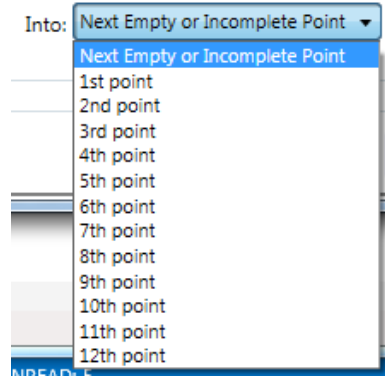 Into: Next Empty or Incomplete Point
Next Empty or Incomplete Point
1st point
2nd point
3rd point
4th point
5th point
6th point
7th point
8th point
9th point
10th point
11th point
12th point